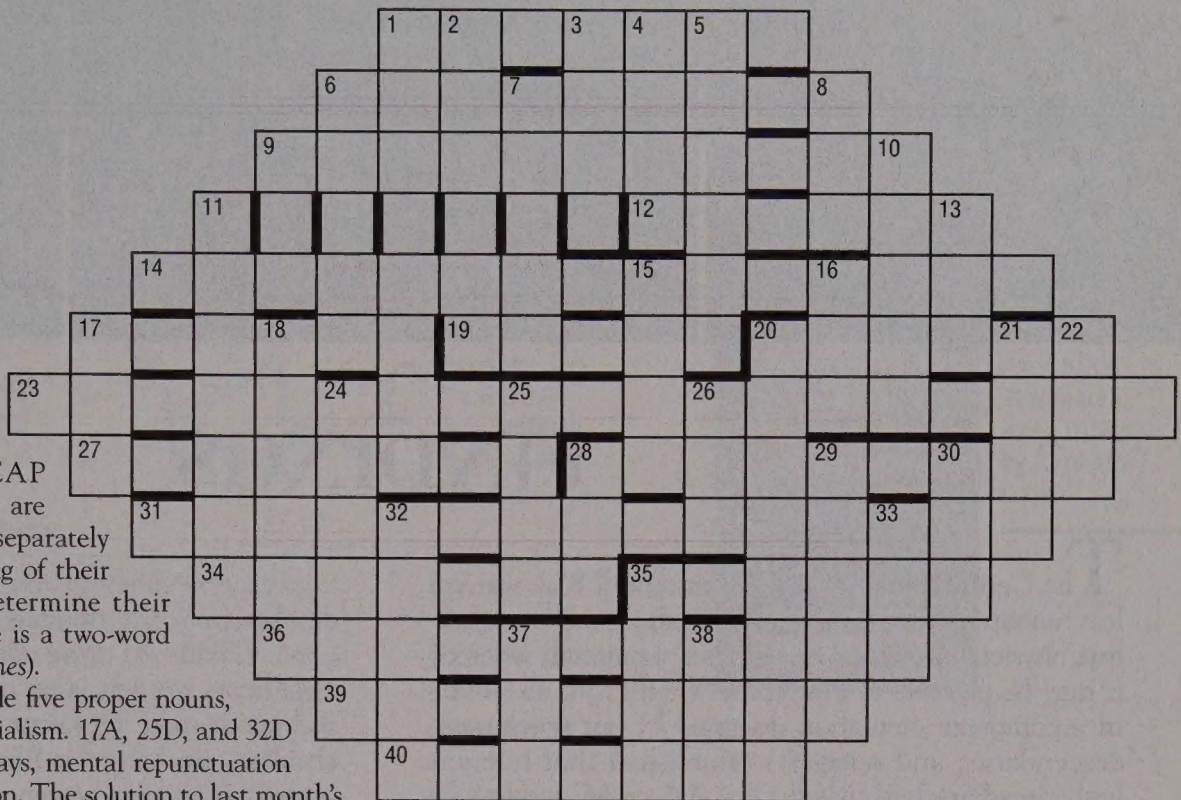 1 2 3 4 5
6 7 8
9 10
11 12 13
14 15 16
17 18 19 20 21 22
23 24 25 26
27 28 29 30
31 32 33
34 35
36 37 38
39
40
CAP
are
separately
g of their
etermine their
e is a two-word
nes).
le five proper nouns,
ialism. 17A, 25D, and 32D
ays, mental repunctuation
on. The solution to last month's